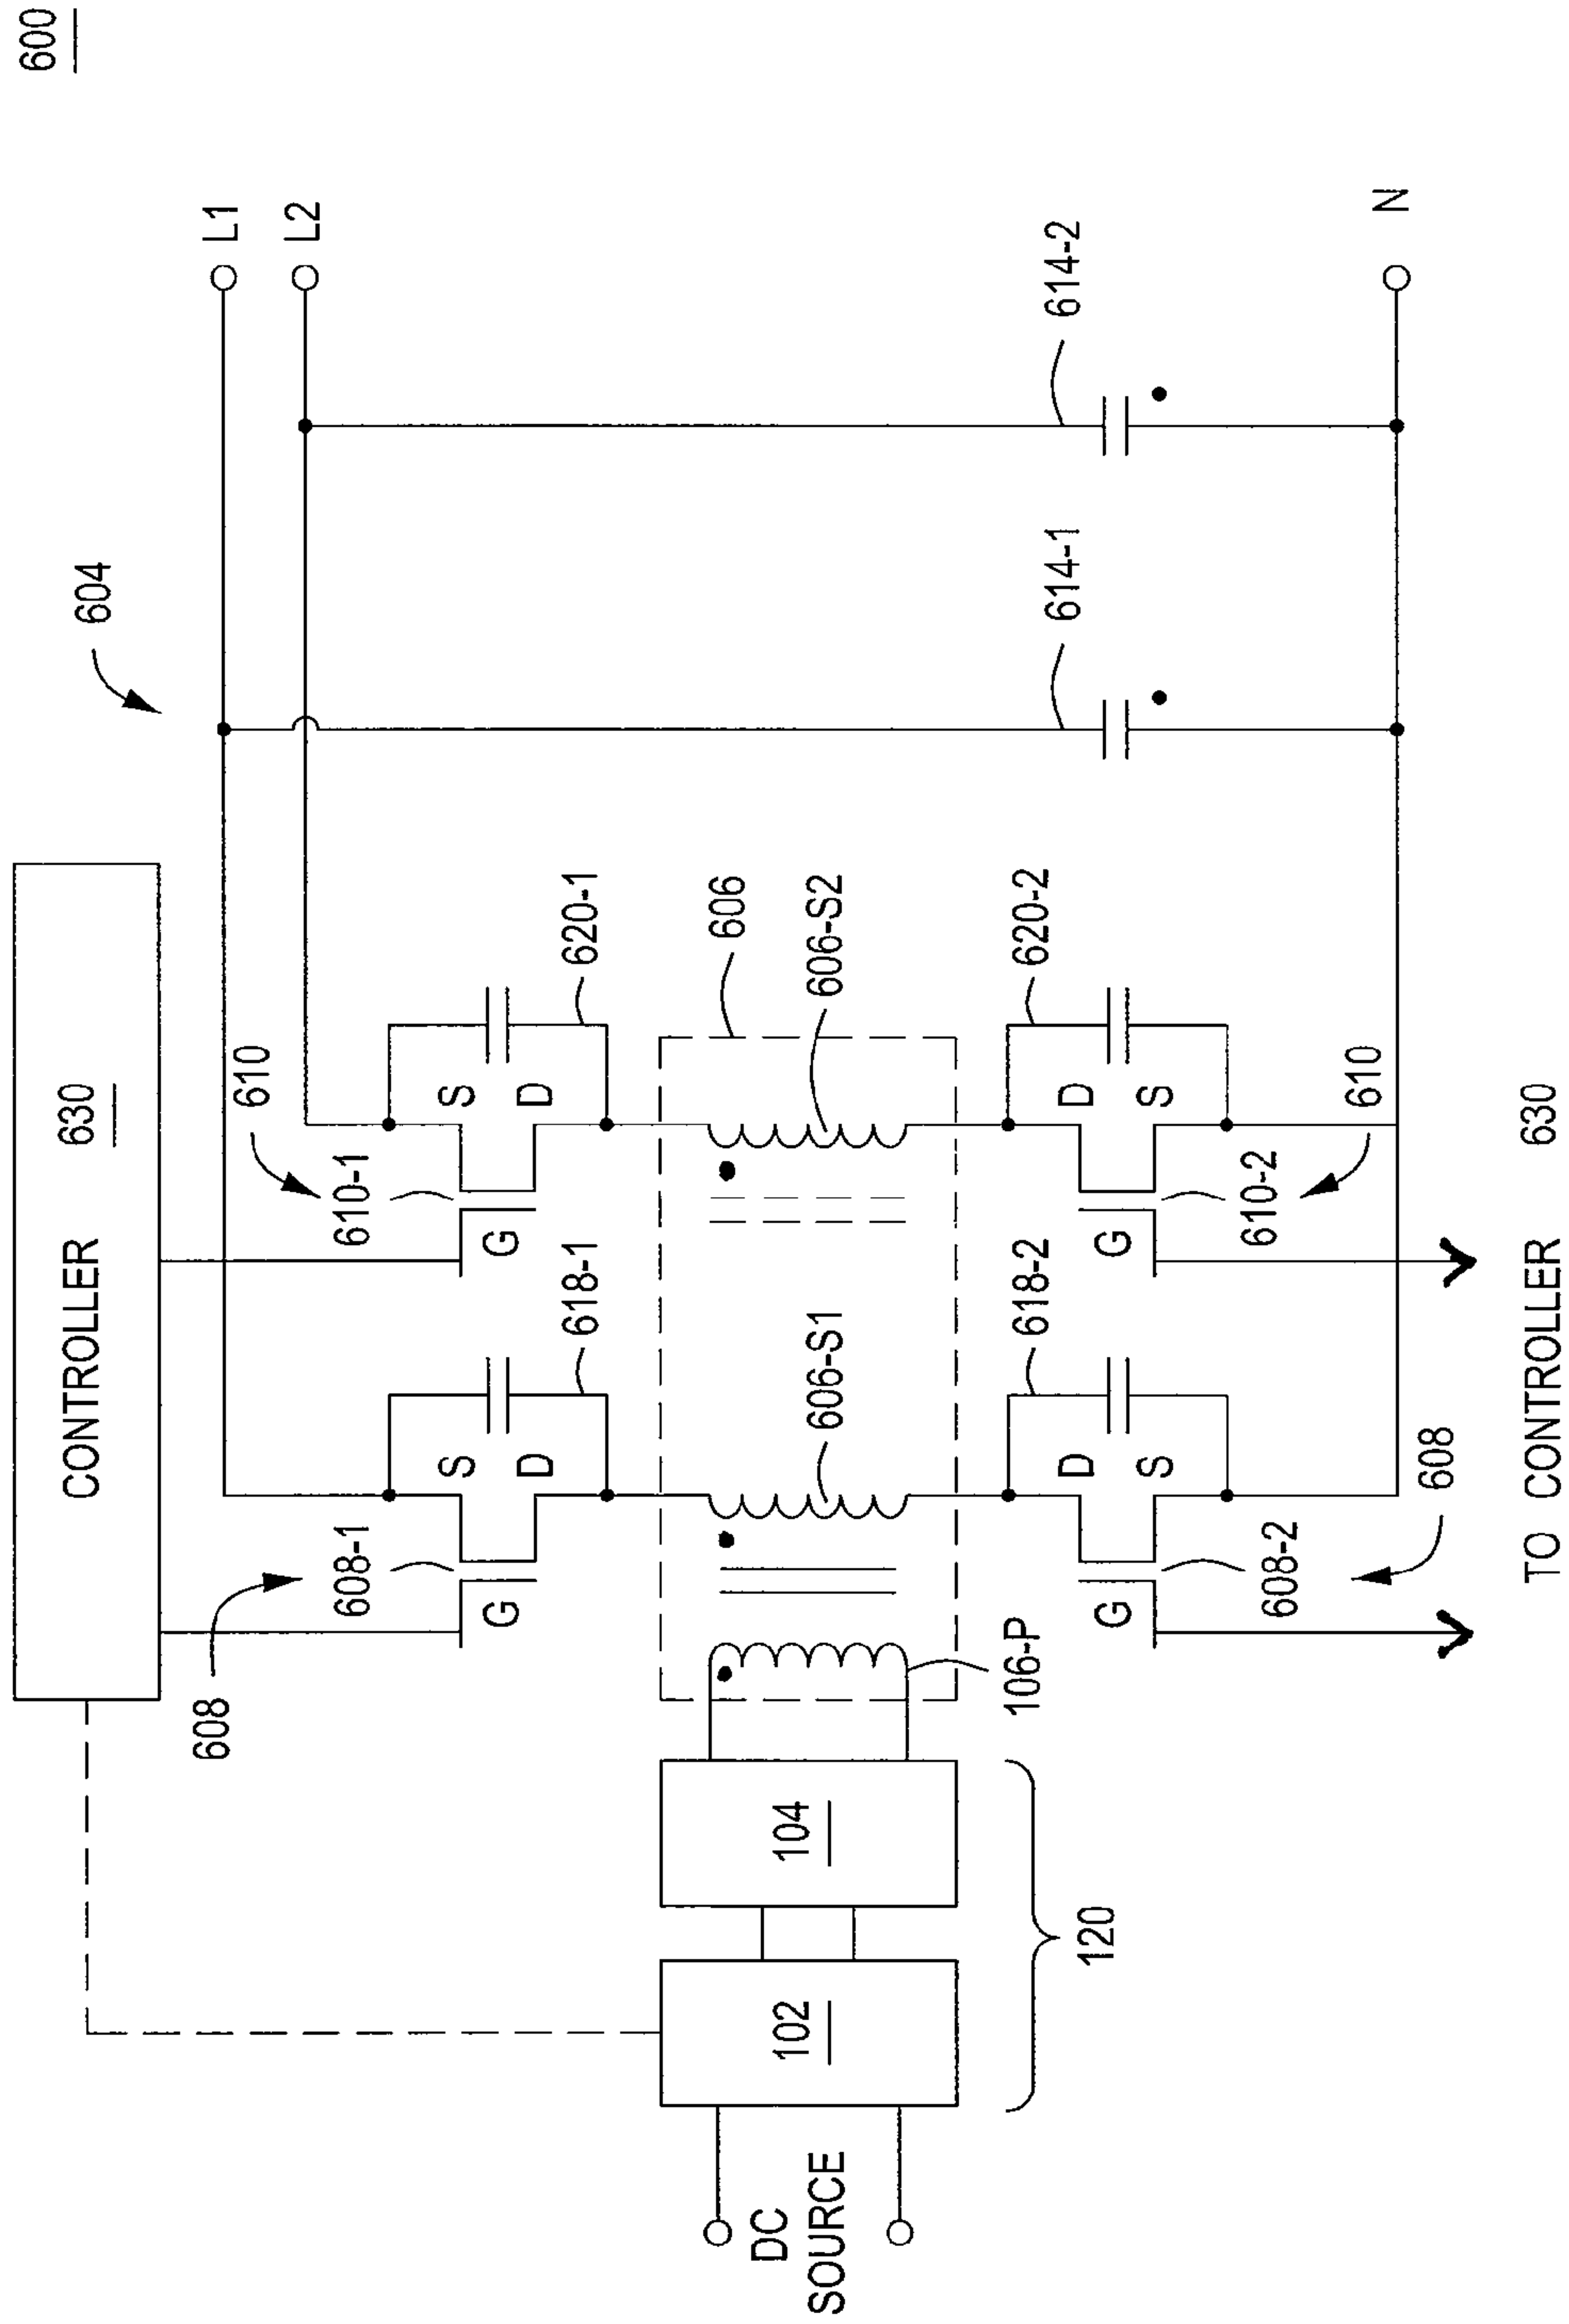 600
CONTROLLER 630
604
L1
L2
608
610
608-1
S
D
G
618-1
610-1
S
D
G
620-1
606
606-S1
606-S2
614-1
614-2
DC
SOURCE
102
104
120
106-P
D
S
G
618-2
608-2
608
D
S
G
620-2
610-2
610
N
TO CONTROLLER 630